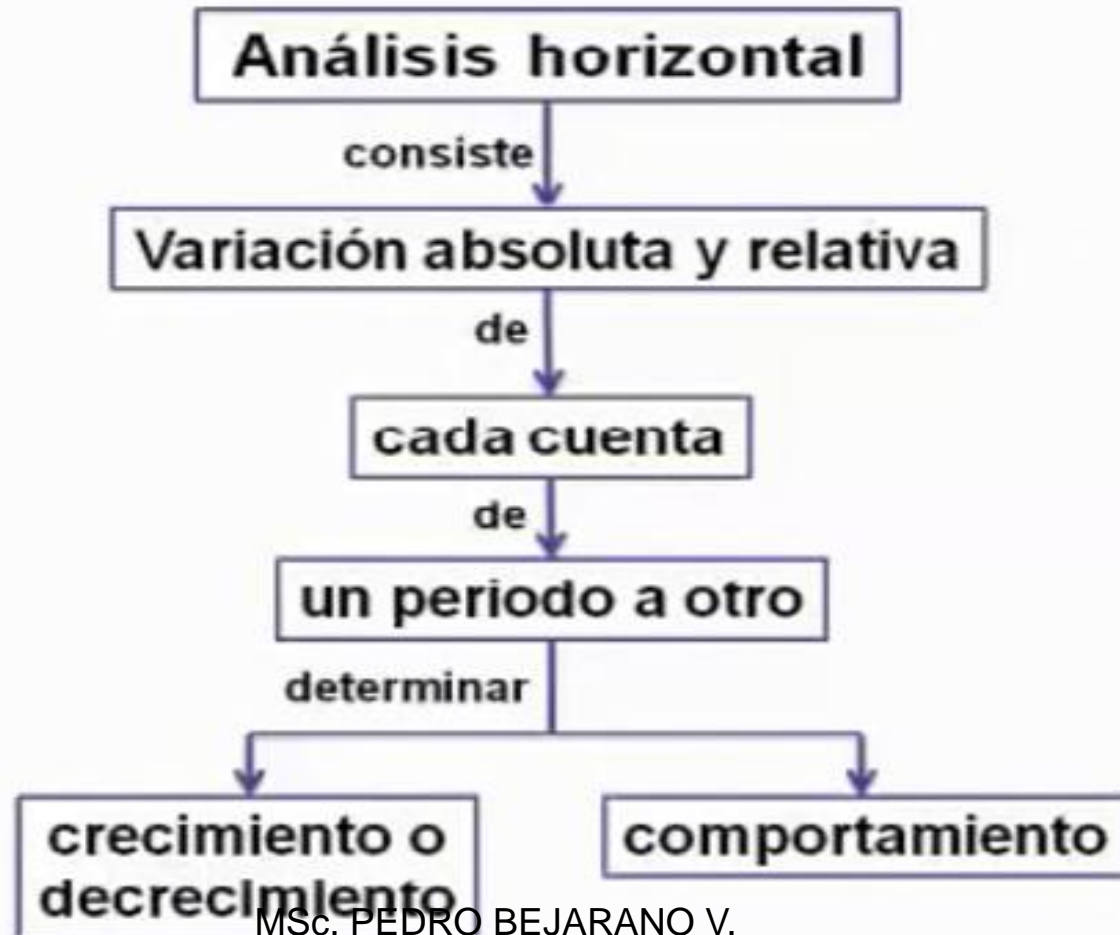 Análisis horizontal
consiste
Variación absoluta y relativa
de
cada cuenta
de
un periodo a otro
determinar
crecimiento o
decrecimiento
comportamiento
MSc. PEDRO BEJARANO V.